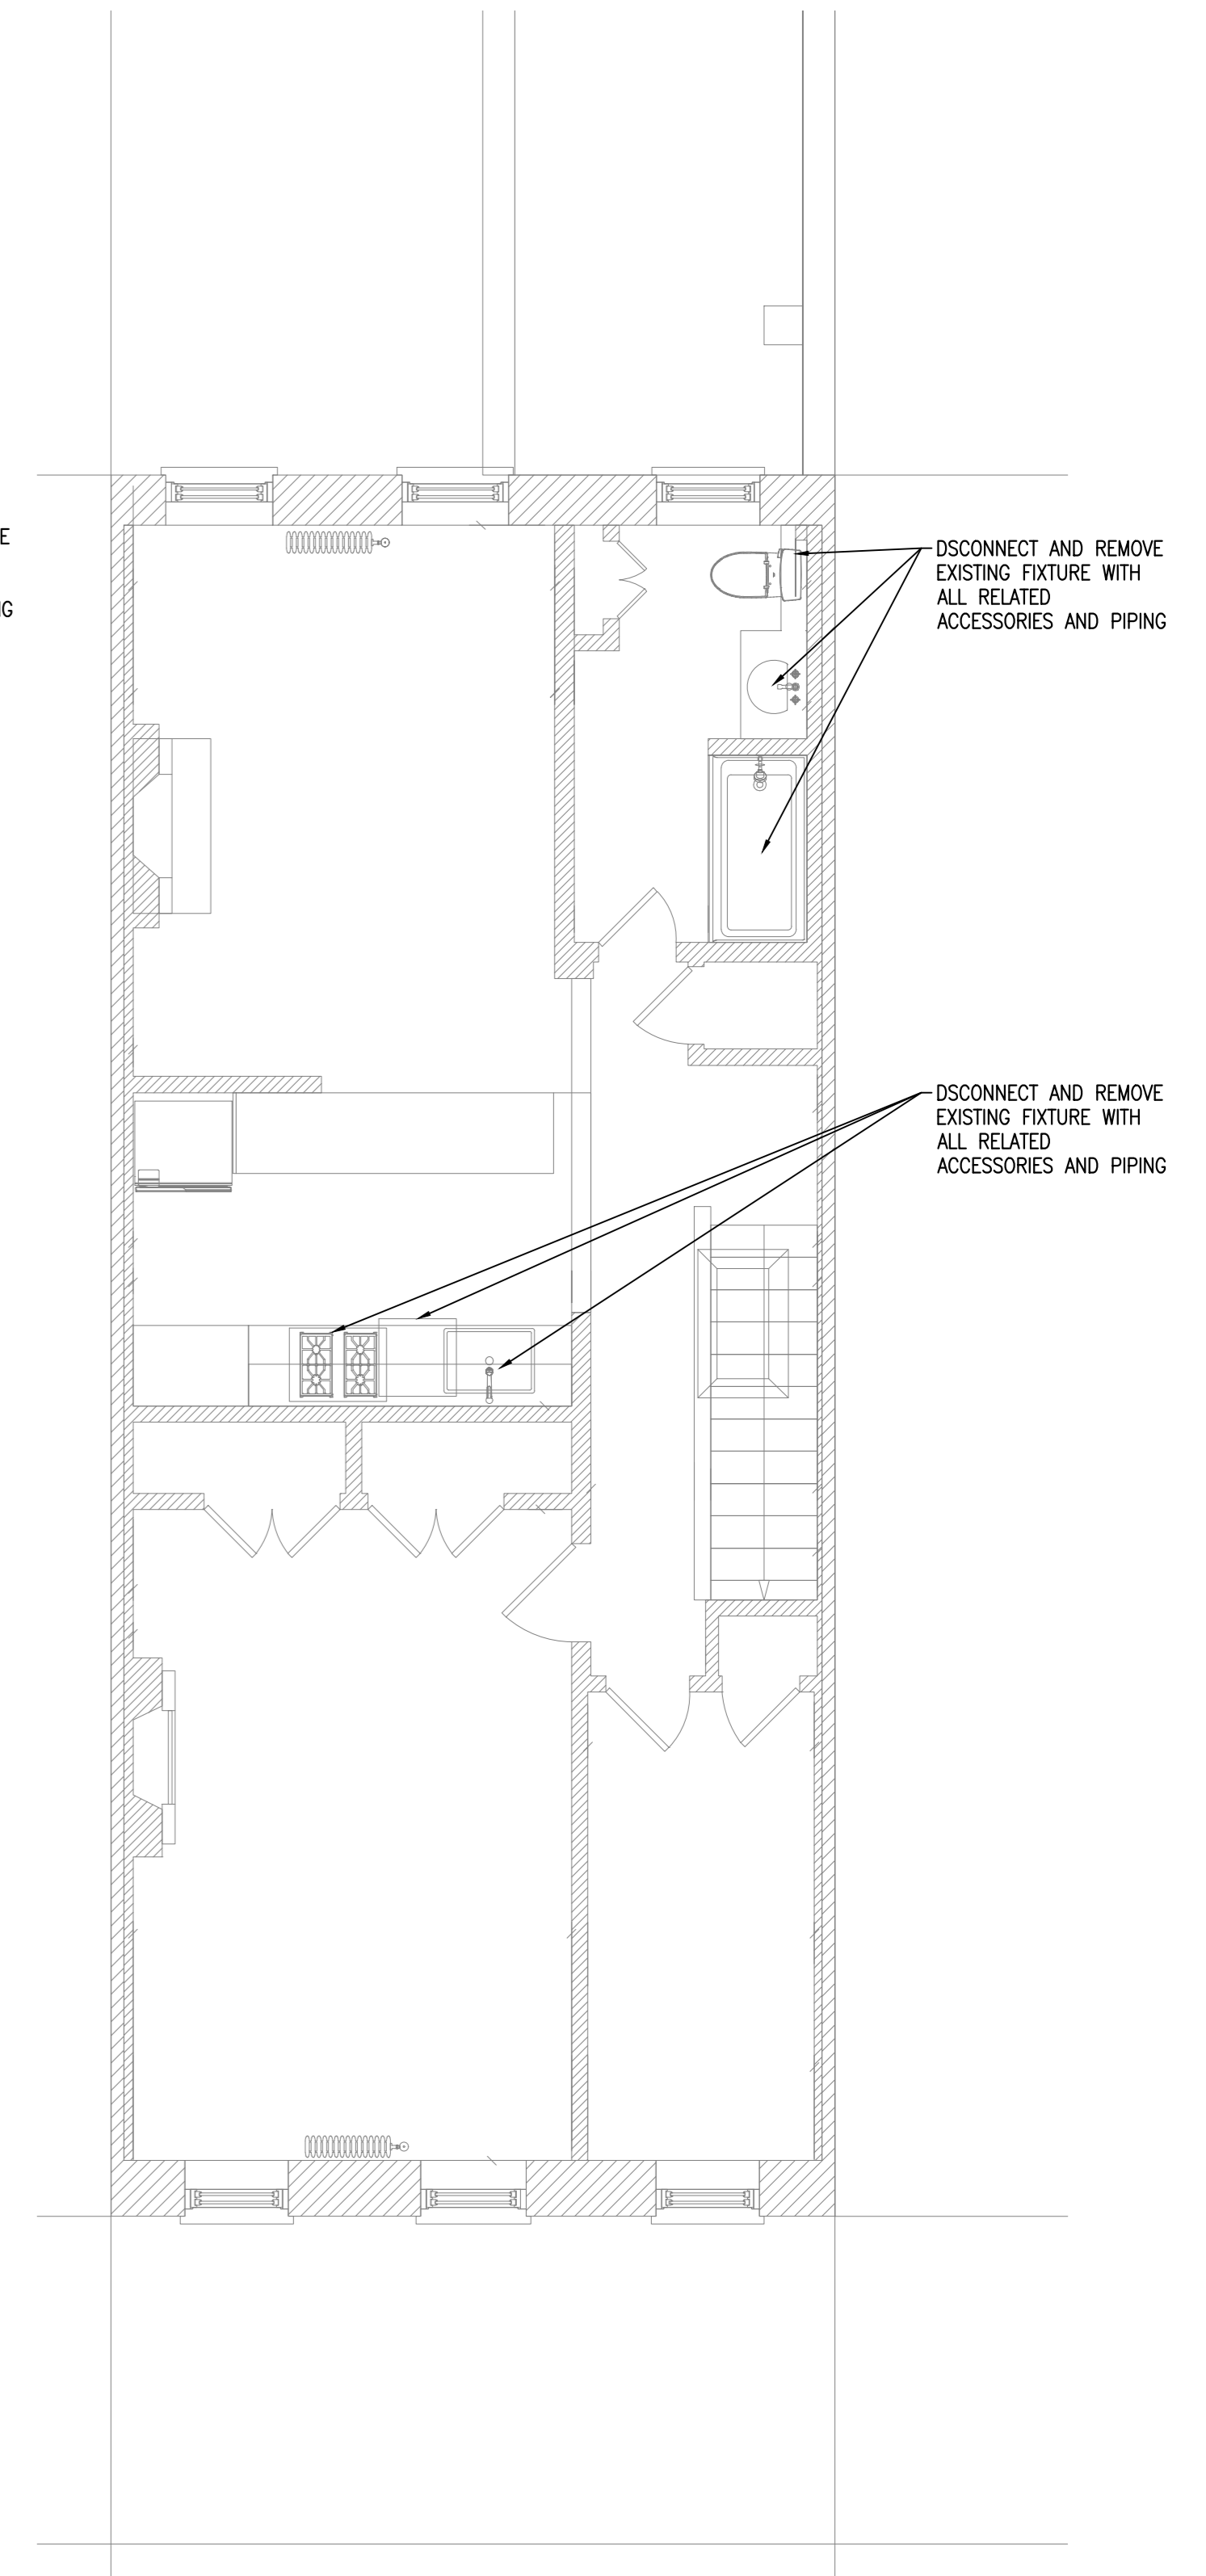 E
G
DSCONNECT AND REMOVE
EXISTING FIXTURE WITH
ALL RELATED
ACCESSORIES AND PIPING
DSCONNECT AND REMOVE
EXISTING FIXTURE WITH
ALL RELATED
ACCESSORIES AND PIPING